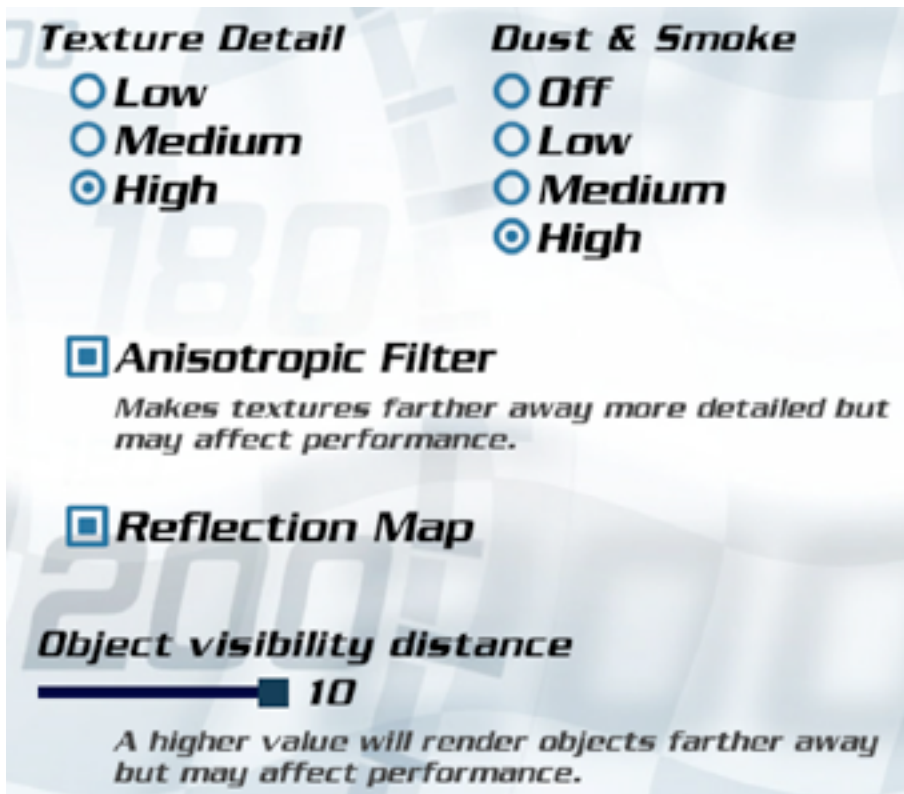 Texture Detail
Low
Medium
High
Dust & Smoke
Off
Low
Medium
High
180
Anisotropic Filter
Makes textures farther away more detailed but
may affect performance.
Reflection Map
200
Object visibility distance
10
A higher value will render objects farther away
but may affect performance.